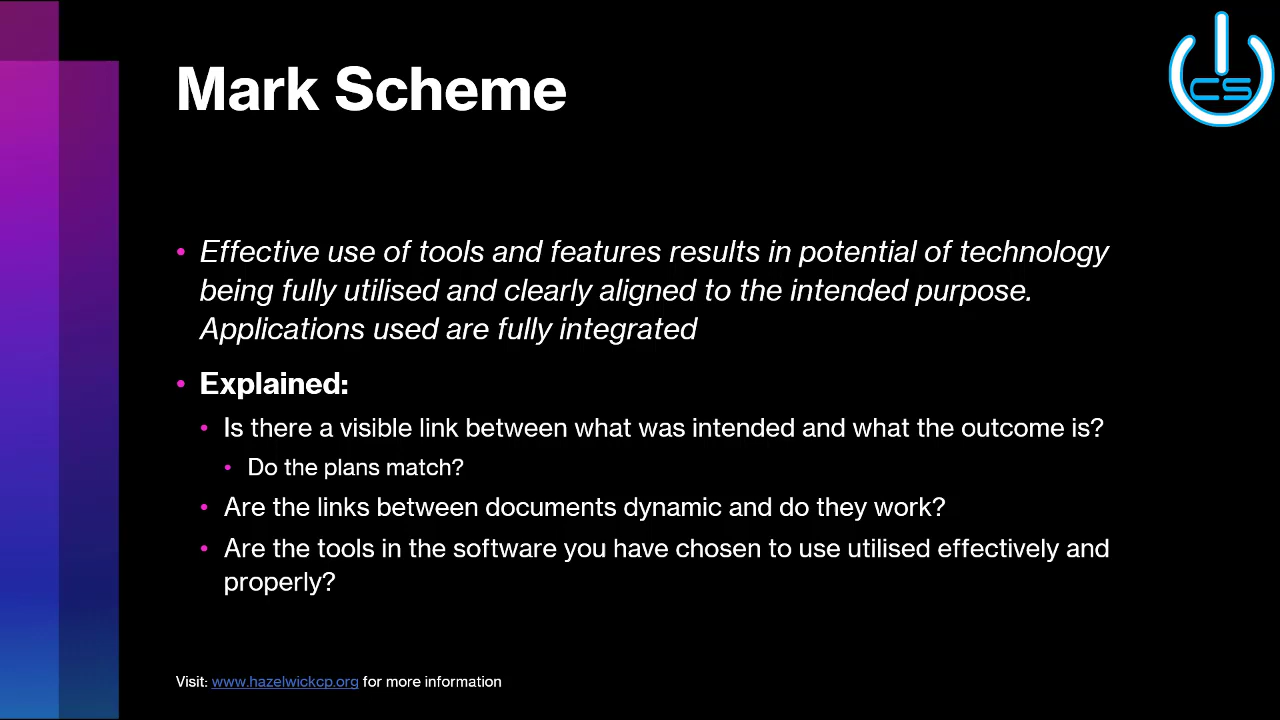 CS
Mark Scheme
• Effective use of tools and features results in potential of technology
being fully utilised and clearly aligned to the intended purpose.
Applications used are fully integrated
• Explained:
• Is there a visible link between what was intended and what the outcome is?
• Do the plans match?
• Are the links between documents dynamic and do they work?
• Are the tools in the software you have chosen to use utilised effectively and
properly?
Visit: www.hazelwickcp.org for more information